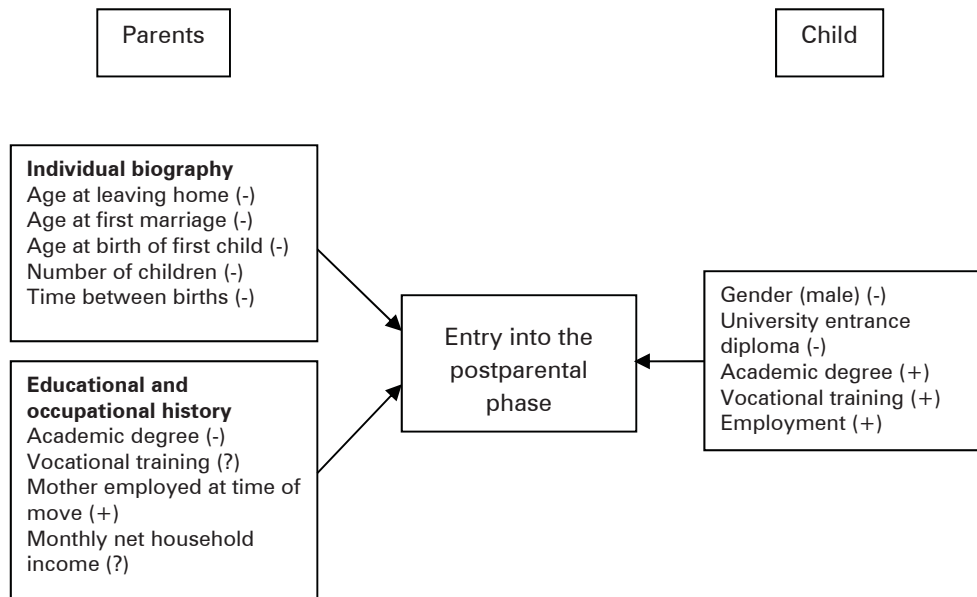 Parents
Child
Individual biography
Age at leaving home (-)
Age at first marriage (-)
Age at birth of first child (-)
Number of children (-)
Time between births (-)
Educational and
occupational history
Academic degree (-)
Vocational training (?)
Mother employed at time of
move (+)
Monthly net household
income (?)
Entry into the
postparental
phase
Gender (male) (-)
University entrance
diploma (-)
Academic degree (+)
Vocational training (+)
Employment (+)